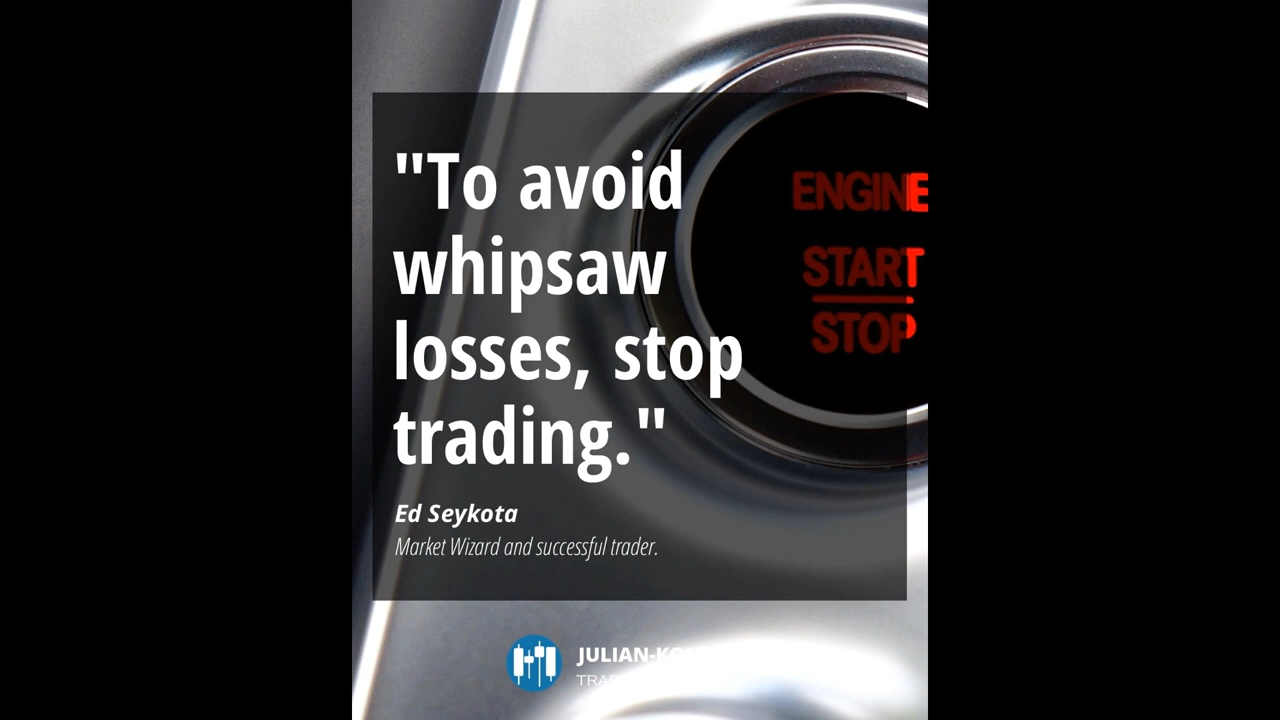 "To avoid
whipsaw
losses, stop
trading."
Ed Seykota
Market Wizard and successful trader.
ENGINE
START
STOP